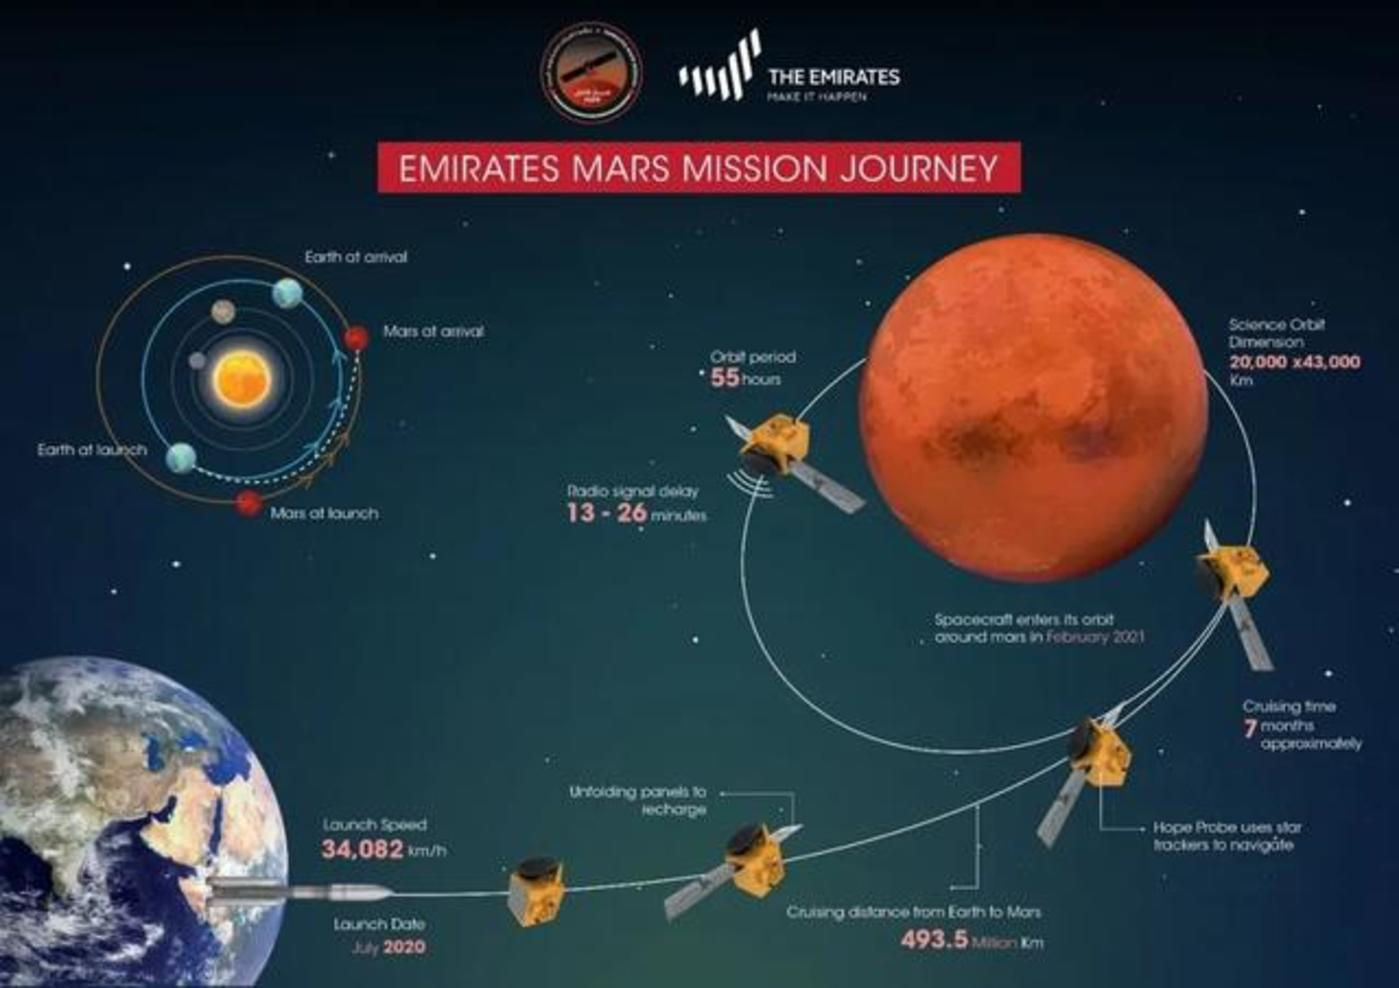 THE EMIRATES
MAKE IT HAPPEN
EMIRATES MARS MISSION JOURNEY
Earth at arrival
Mars at arrival
Earth at launch
Mars at launch
Orbit period
55 hours
Radio signal delay
13 - 26 minutes
Science Orbit
Dimension
20,000 x43,000
Km
Spacecraft enters its orbit
around mars in February 2021
Cruising time
7 months
approximately
Unfolding panels to
recharge
Hope Probe uses star
trackers to navigate
Launch Speed
34,082 km/h
Launch Date
July 2020
Cruising distance from Earth to Mars
493.5 Million Km